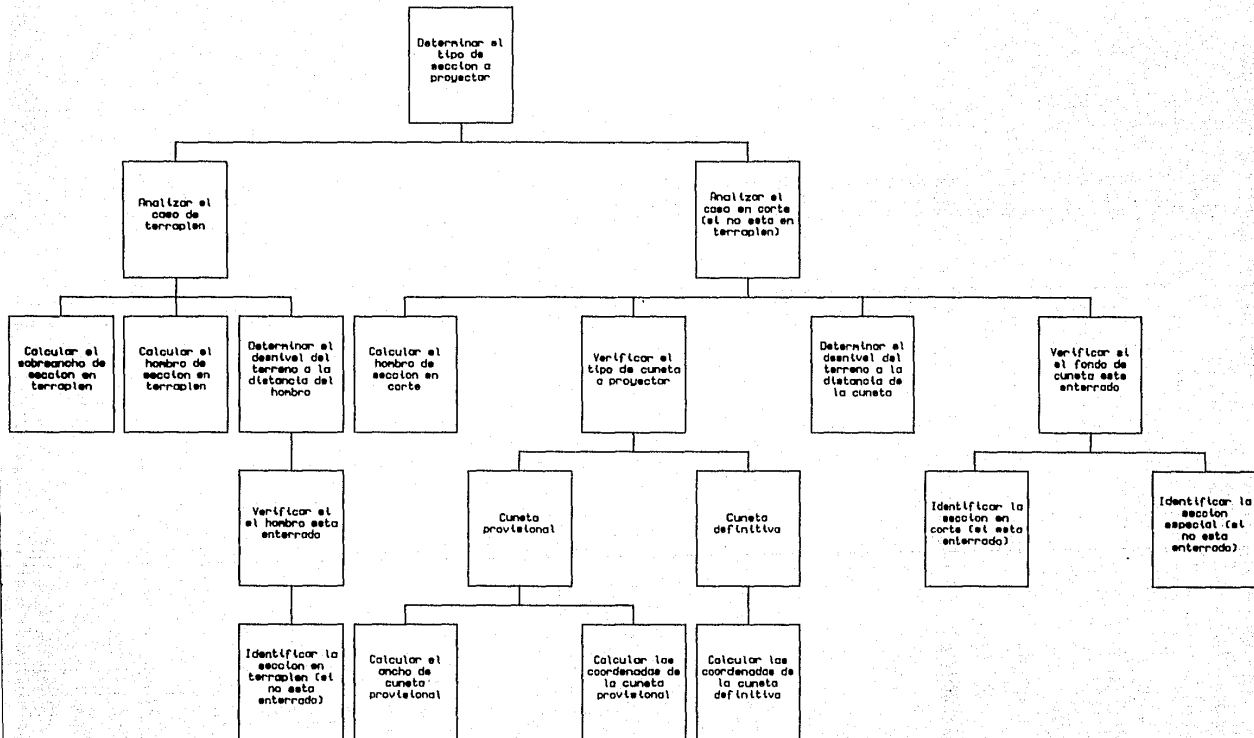 Determinar el
tipo de
seccion a
proyectar
Analizar el
caso de
terraplen
Analizar el
caso en corte
(si no esta en
terraplen)
Calcular el
sobreancho de
seccion en
terraplen
Calcular el
hombro de
seccion en
terraplen
Determinar el
desnivel del
terreno a la
distancia del
hombro
Calcular el
hombro de
seccion en
corte
Verificar el
tipo de cuneta
a proyectar
Determinar el
desnivel del
terreno a la
distancia de
la cuneta
Verificar si
el fondo de
cuneta este
enterrado
Verificar si
el hombro esta
enterrado
Cuneta
provisional
Cuneta
definitiva
Identificar la
seccion en
corte (si esta
enterrado)
Identificar la
seccion
especial (si
no esta
enterrado)
Identificar la
seccion en
terraplen (si
no esta
enterrado)
Calcular el
ancho de
cuneta
provisional
Calcular las
coordenadas de
la cuneta
provisional
Calcular las
coordenadas de
la cuneta
definitiva